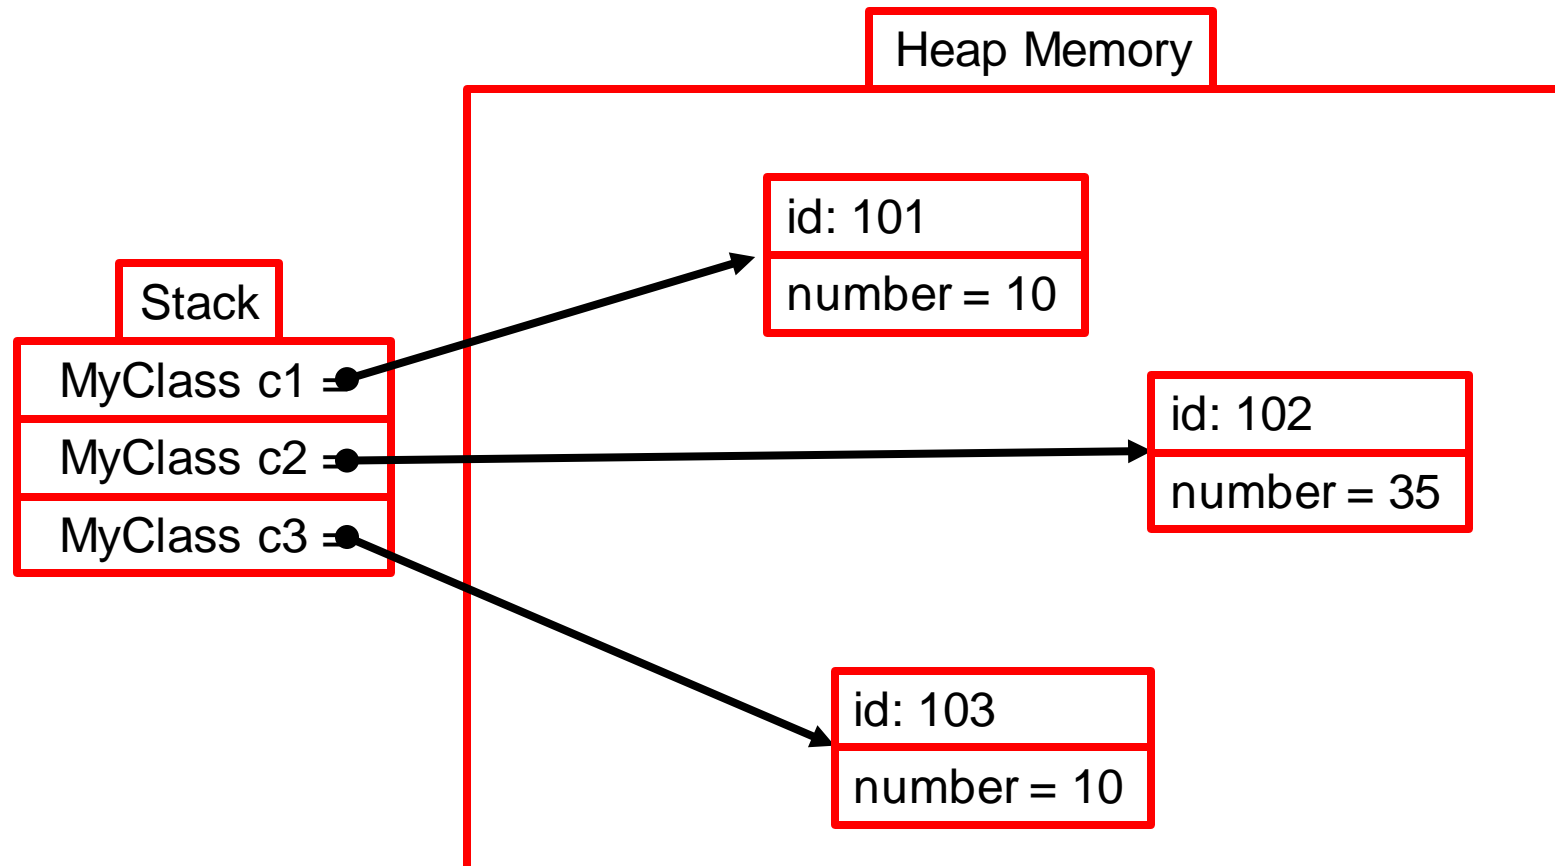 Heap Memory
id: 101
number = 10
Stack
MyClass c1 =
MyClass c2 =
MyClass c3 =
id: 102
number = 35
id: 103
number = 10